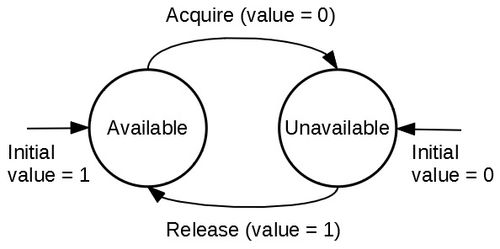 Acquire (value = 0)
Available
Unavailable
Initial
value = 1
Initial
value = 0
Release (value = 1)